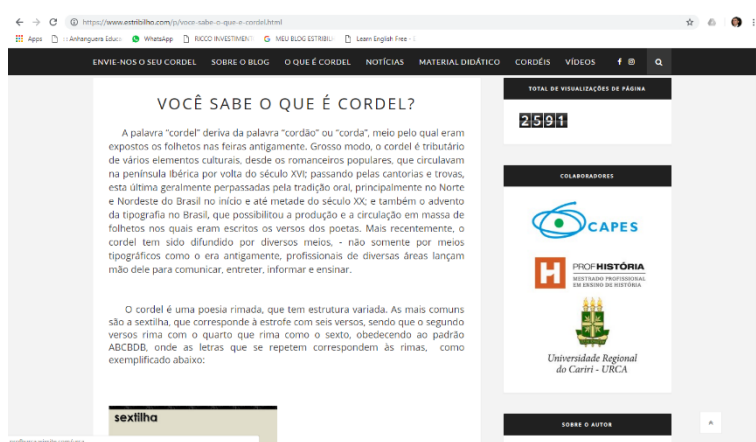 https://www.estribilho.com/p/voce-sabe-o-que-e-cordel.html
Apps
Anhanguera Educa
WhatsApp
RICCO INVESTIMEN
MEU BLOG ESTRIBIL
Learn English Free -
ENVIE-NOS O SEU CORDEL SOBRE O BLOG O QUE É CORDEL NOTÍCIAS MATERIAL DIDÁTICO CORDÉIS VÍDEOS
VOCÊ SABE O QUE É CORDEL?
A palavra "cordel" deriva da palavra "cordão" ou "corda", meio pelo qual eram
expostos os folhetos nas feiras antigamente. Grosso modo, o cordel é tributário
de vários elementos culturais, desde os romanceiros populares, que circulavam
na península Ibérica por volta do século XVI; passando pelas cantorias e trovas,
esta última geralmente perpassadas pela tradição oral, principalmente no Norte
e Nordeste do Brasil no início e até metade do século XX; e também o advento
da tipografia no Brasil, que possibilitou a produção e a circulação em massa de
folhetos nos quais eram escritos os versos dos poetas. Mais recentemente, o
cordel tem sido difundido por diversos meios, - não somente por meios
tipográficos como o era antigamente, profissionais de diversas áreas lançam
mão dele para comunicar, entreter, informar e ensinar.
O cordel é uma poesia rimada, que tem estrutura variada. As mais comuns
são a sextilha, que corresponde à estrofe com seis versos, sendo que o segundo
versos rima com o quarto que rima como o sexto, obedecendo ao padrão
ABCBDB, onde as letras que se repetem correspondem às rimas, como
exemplificado abaixo:
sextilha
TOTAL DE VISUALIZAÇÕES DE PÁGINA
2591
COLABORADORES
CAPES
PROFHISTÓRIA
MESTRADO PROFISSIONAL
EM ENSINO DE HISTÓRIA
Universidade Regional
do Cariri - URCA
SOBRE O AUTOR